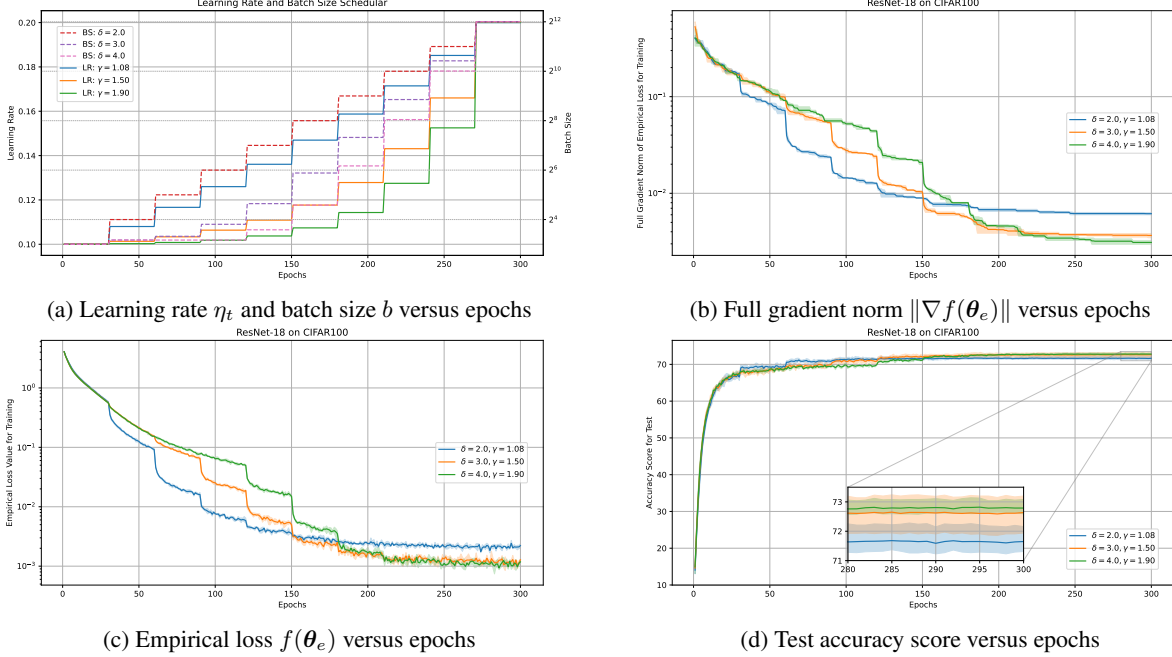 Learning Rate and Batch Size Schedular
0.20
0.18
0.16
0.14
0.12
0.10
Learning Rate
BS: δ = 2.0
BS: δ = 3.0
BS: δ = 4.0
LR: γ = 1.08
LR: γ = 1.50
LR: γ = 1.90
2^12
2^10
2^8
2^6
2^4
Batch Size
0 50 100 150 200 250 300
Epochs
(a) Learning rate η_t and batch size b versus epochs
ResNet-18 on CIFAR100
Full Gradient Norm of Empirical Loss for Training
10^−1
10^−2
δ = 2.0, γ = 1.08
δ = 3.0, γ = 1.50
δ = 4.0, γ = 1.90
0 50 100 150 200 250 300
Epochs
(b) Full gradient norm ∥∇f(θ_e)∥ versus epochs
ResNet-18 on CIFAR100
Empirical Loss Value for Training
10^0
10^−1
10^−2
10^−3
δ = 2.0, γ = 1.08
δ = 3.0, γ = 1.50
δ = 4.0, γ = 1.90
0 50 100 150 200 250 300
Epochs
(c) Empirical loss f(θ_e) versus epochs
ResNet-18 on CIFAR100
Accuracy Score for Test
70
60
50
40
30
20
10
73
72
71
280 285 290 295 300
δ = 2.0, γ = 1.08
δ = 3.0, γ = 1.50
δ = 4.0, γ = 1.90
0 50 100 150 200 250 300
Epochs
(d) Test accuracy score versus epochs